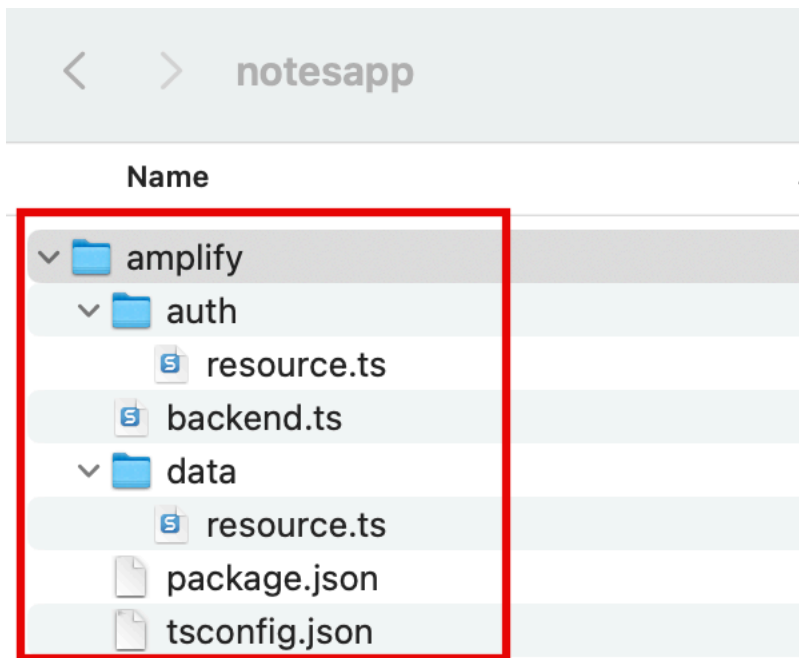 notesapp
Name
amplify
auth
resource.ts
backend.ts
data
resource.ts
package.json
tsconfig.json